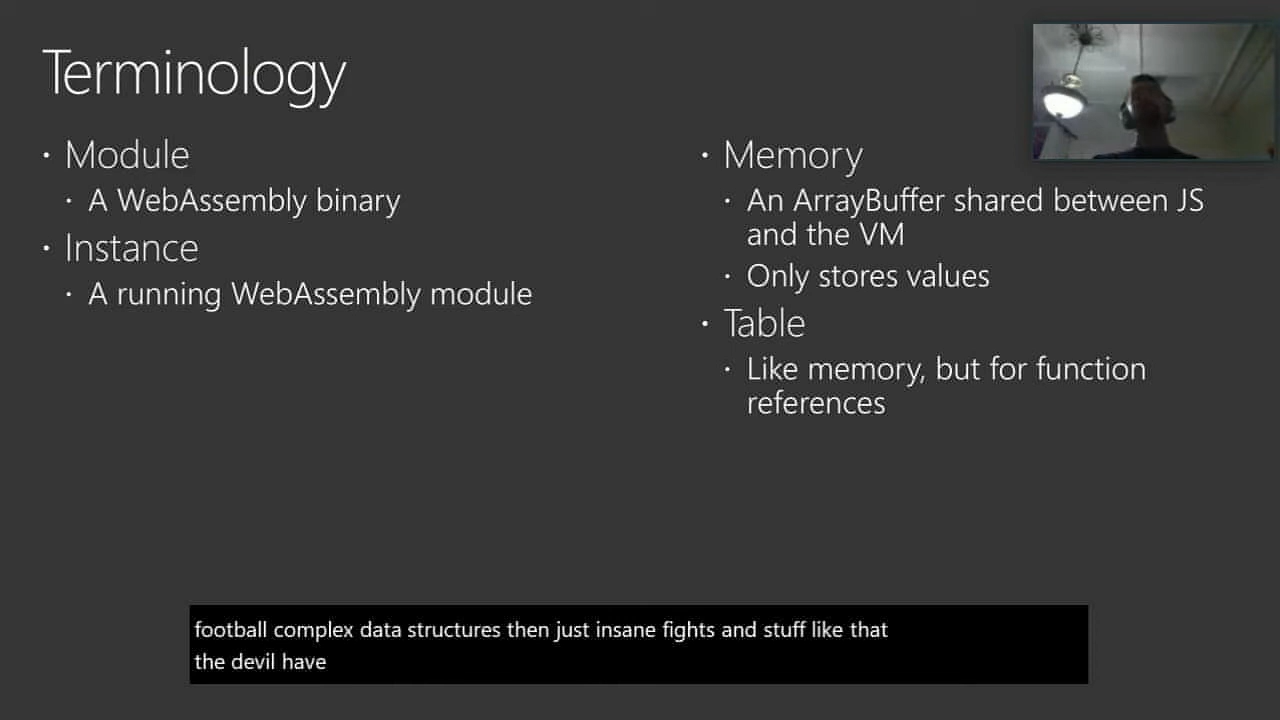 Terminology
• Module
• A WebAssembly binary
• Instance
• A running WebAssembly module
• Memory
• An ArrayBuffer shared between JS
and the VM
• Only stores values
• Table
• Like memory, but for function
references
football complex data structures then just insane fights and stuff like that
the devil have